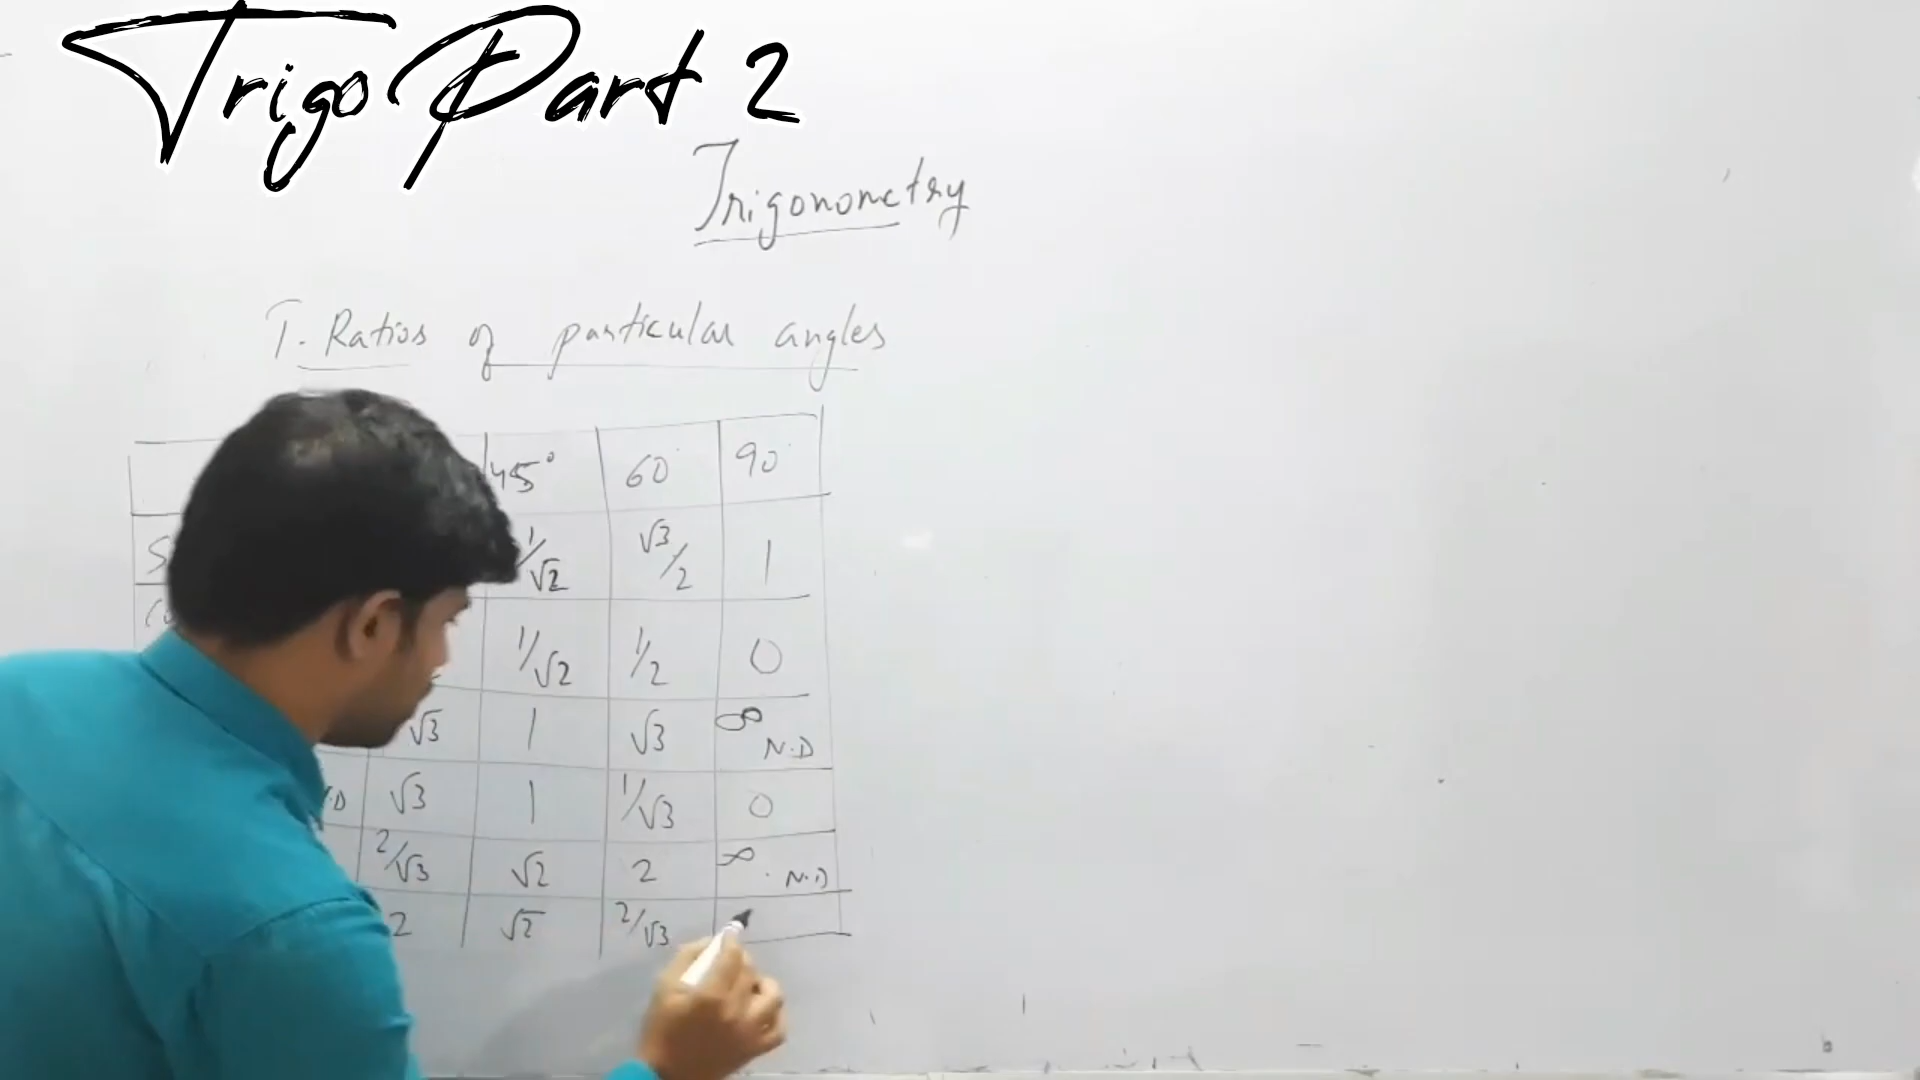 Trigo Part 2
Trigonometry
T. Ratios of particular angles
45° 60° 90°
1/√2 √3/2 1
1/√2 1/2 0
√3 1 √3 ∞ N.D
√3 1 1/√3 0
2/√3 √2 2 ∞ N.D
2 √2 2/√3